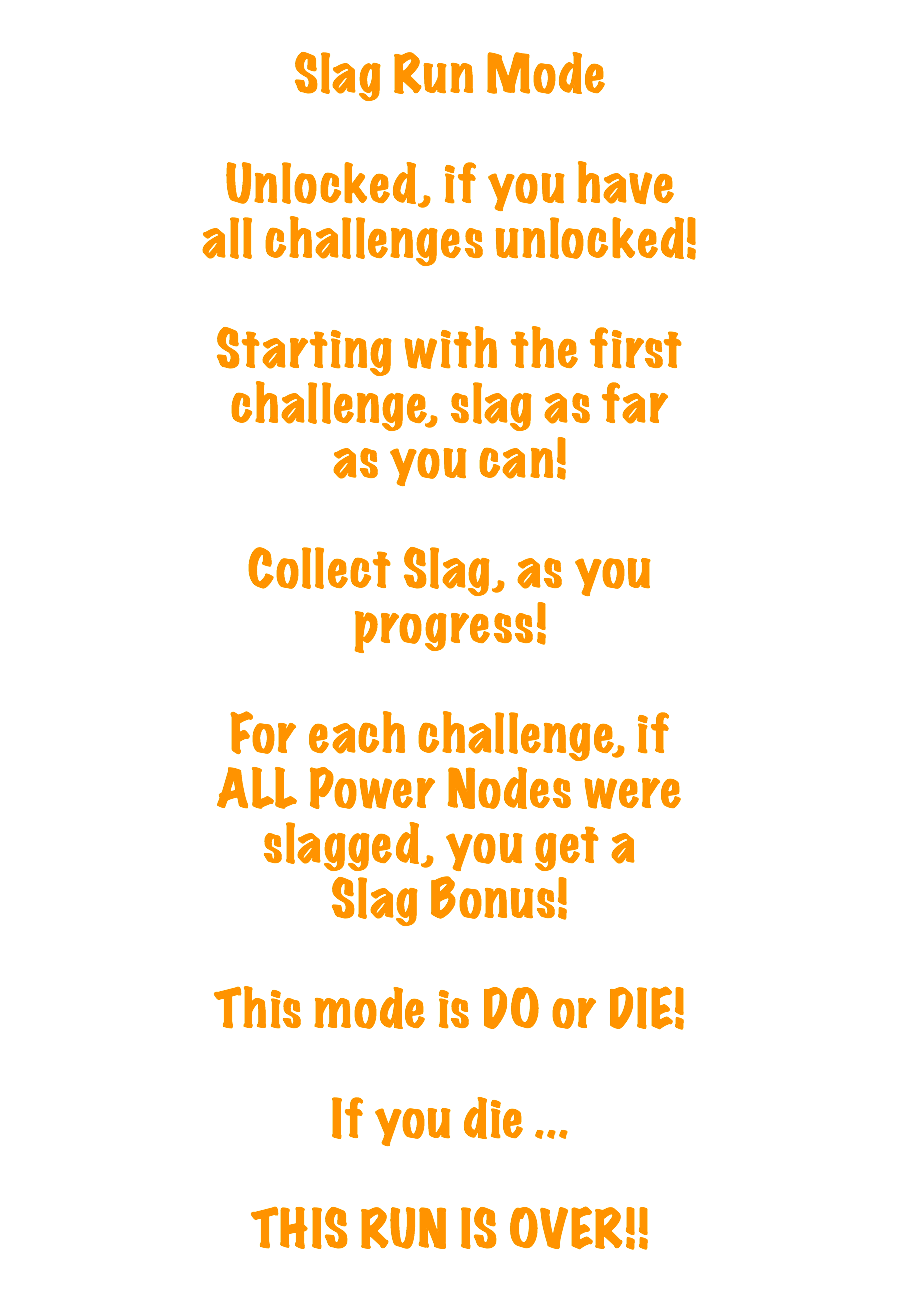 Slag Run Mode
Unlocked, if you have
all challenges unlocked!
Starting with the first
challenge, slag as far
as you can!
Collect Slag, as you
progress!
For each challenge, if
ALL Power Nodes were
slagged, you get a
Slag Bonus!
This mode is DO or DIE!
If you die ...
THIS RUN IS OVER!!